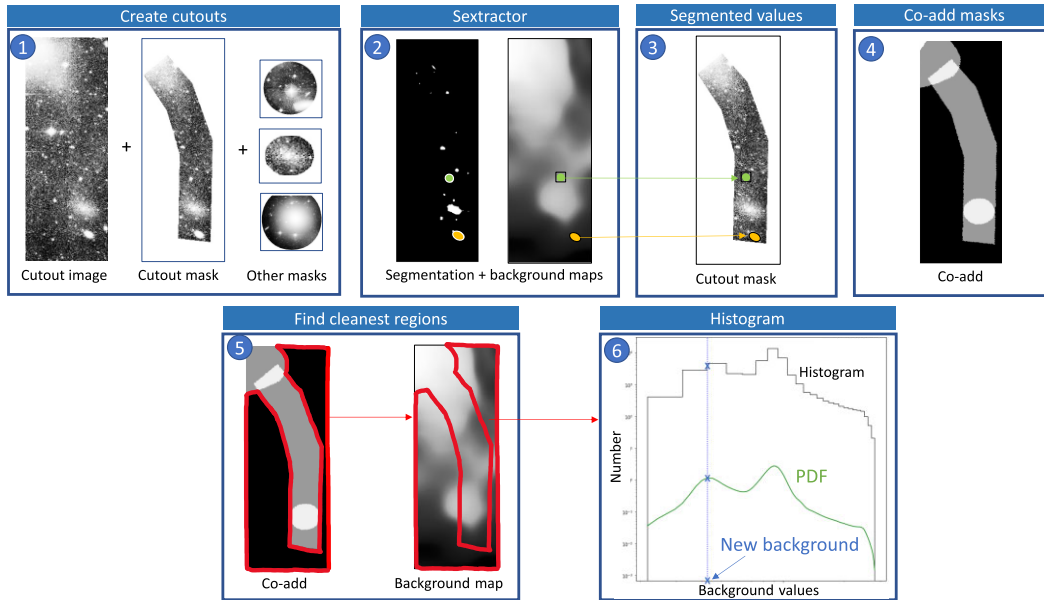 Create cutouts
1
+
+
Cutout image
Cutout mask
Other masks
Sextractor
2
Segmentation + background maps
Segmented values
3
Cutout mask
Co-add masks
4
Co-add
Find cleanest regions
5
Co-add
Background map
Histogram
6
Histogram
Number
PDF
New background
Background values